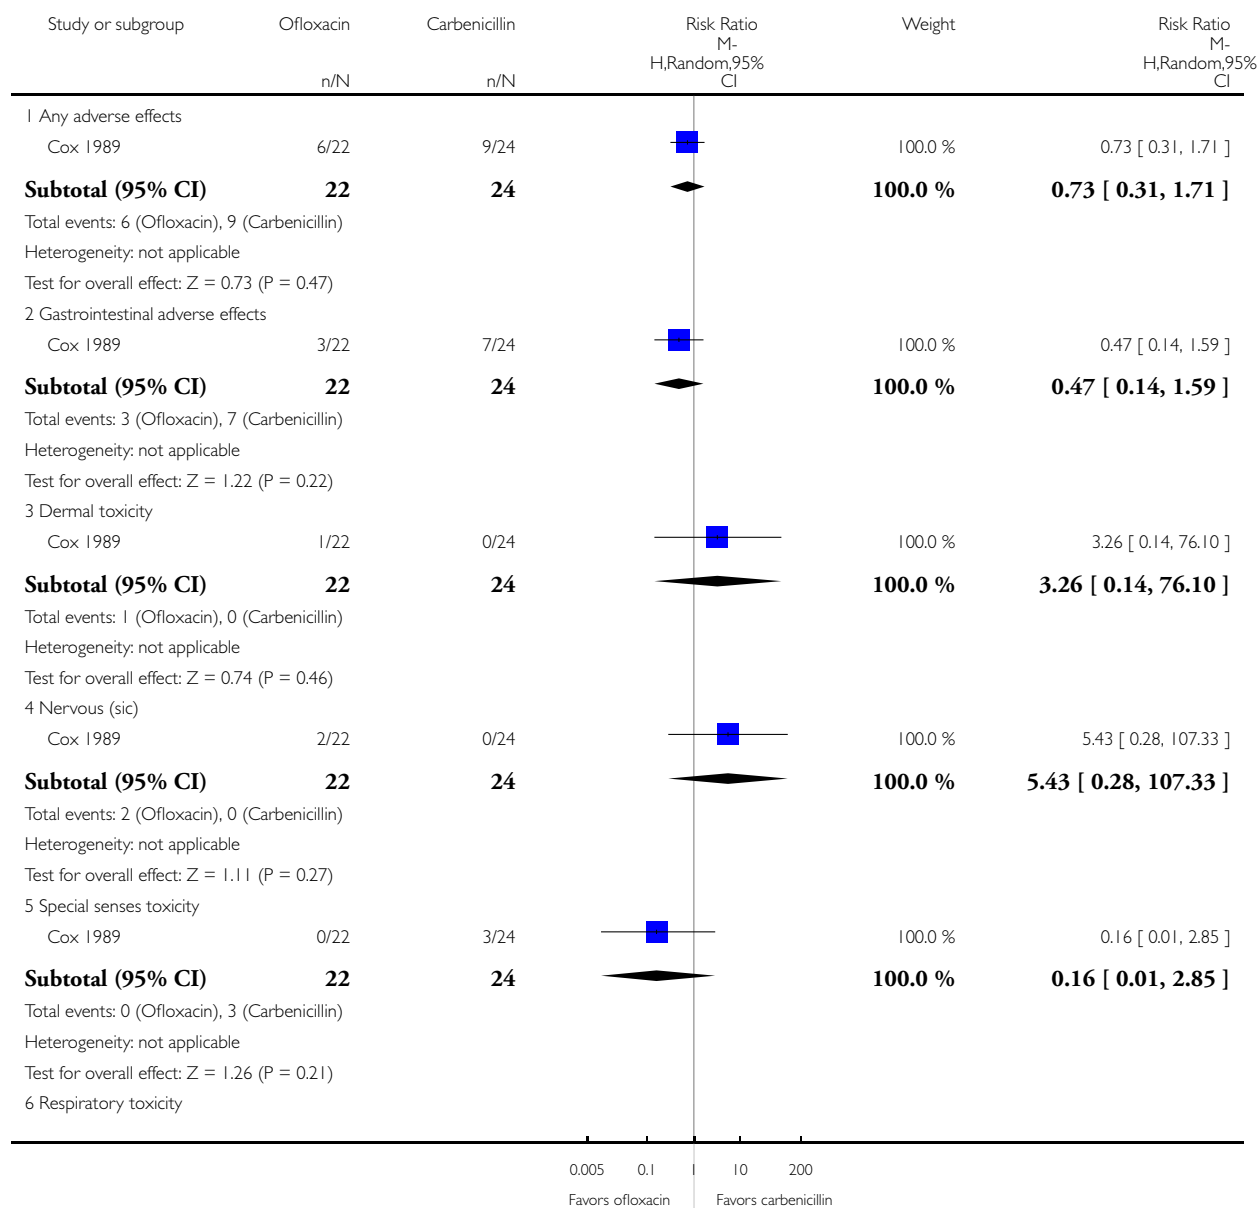 Study or subgroup Ofloxacin Carbenicillin Risk Ratio Weight Risk Ratio
M- M-
H,Random,95% H,Random,95%
n/N n/N CI CI
1 Any adverse effects
Cox 1989 6/22 9/24 100.0 % 0.73 [ 0.31, 1.71 ]
Subtotal (95% CI) 22 24 100.0 % 0.73 [ 0.31, 1.71 ]
Total events: 6 (Ofloxacin), 9 (Carbenicillin)
Heterogeneity: not applicable
Test for overall effect: Z = 0.73 (P = 0.47)
2 Gastrointestinal adverse effects
Cox 1989 3/22 7/24 100.0 % 0.47 [ 0.14, 1.59 ]
Subtotal (95% CI) 22 24 100.0 % 0.47 [ 0.14, 1.59 ]
Total events: 3 (Ofloxacin), 7 (Carbenicillin)
Heterogeneity: not applicable
Test for overall effect: Z = 1.22 (P = 0.22)
3 Dermal toxicity
Cox 1989 1/22 0/24 100.0 % 3.26 [ 0.14, 76.10 ]
Subtotal (95% CI) 22 24 100.0 % 3.26 [ 0.14, 76.10 ]
Total events: 1 (Ofloxacin), 0 (Carbenicillin)
Heterogeneity: not applicable
Test for overall effect: Z = 0.74 (P = 0.46)
4 Nervous (sic)
Cox 1989 2/22 0/24 100.0 % 5.43 [ 0.28, 107.33 ]
Subtotal (95% CI) 22 24 100.0 % 5.43 [ 0.28, 107.33 ]
Total events: 2 (Ofloxacin), 0 (Carbenicillin)
Heterogeneity: not applicable
Test for overall effect: Z = 1.11 (P = 0.27)
5 Special senses toxicity
Cox 1989 0/22 3/24 100.0 % 0.16 [ 0.01, 2.85 ]
Subtotal (95% CI) 22 24 100.0 % 0.16 [ 0.01, 2.85 ]
Total events: 0 (Ofloxacin), 3 (Carbenicillin)
Heterogeneity: not applicable
Test for overall effect: Z = 1.26 (P = 0.21)
6 Respiratory toxicity
0.005 0.1 1 10 200
Favors ofloxacin Favors carbenicillin